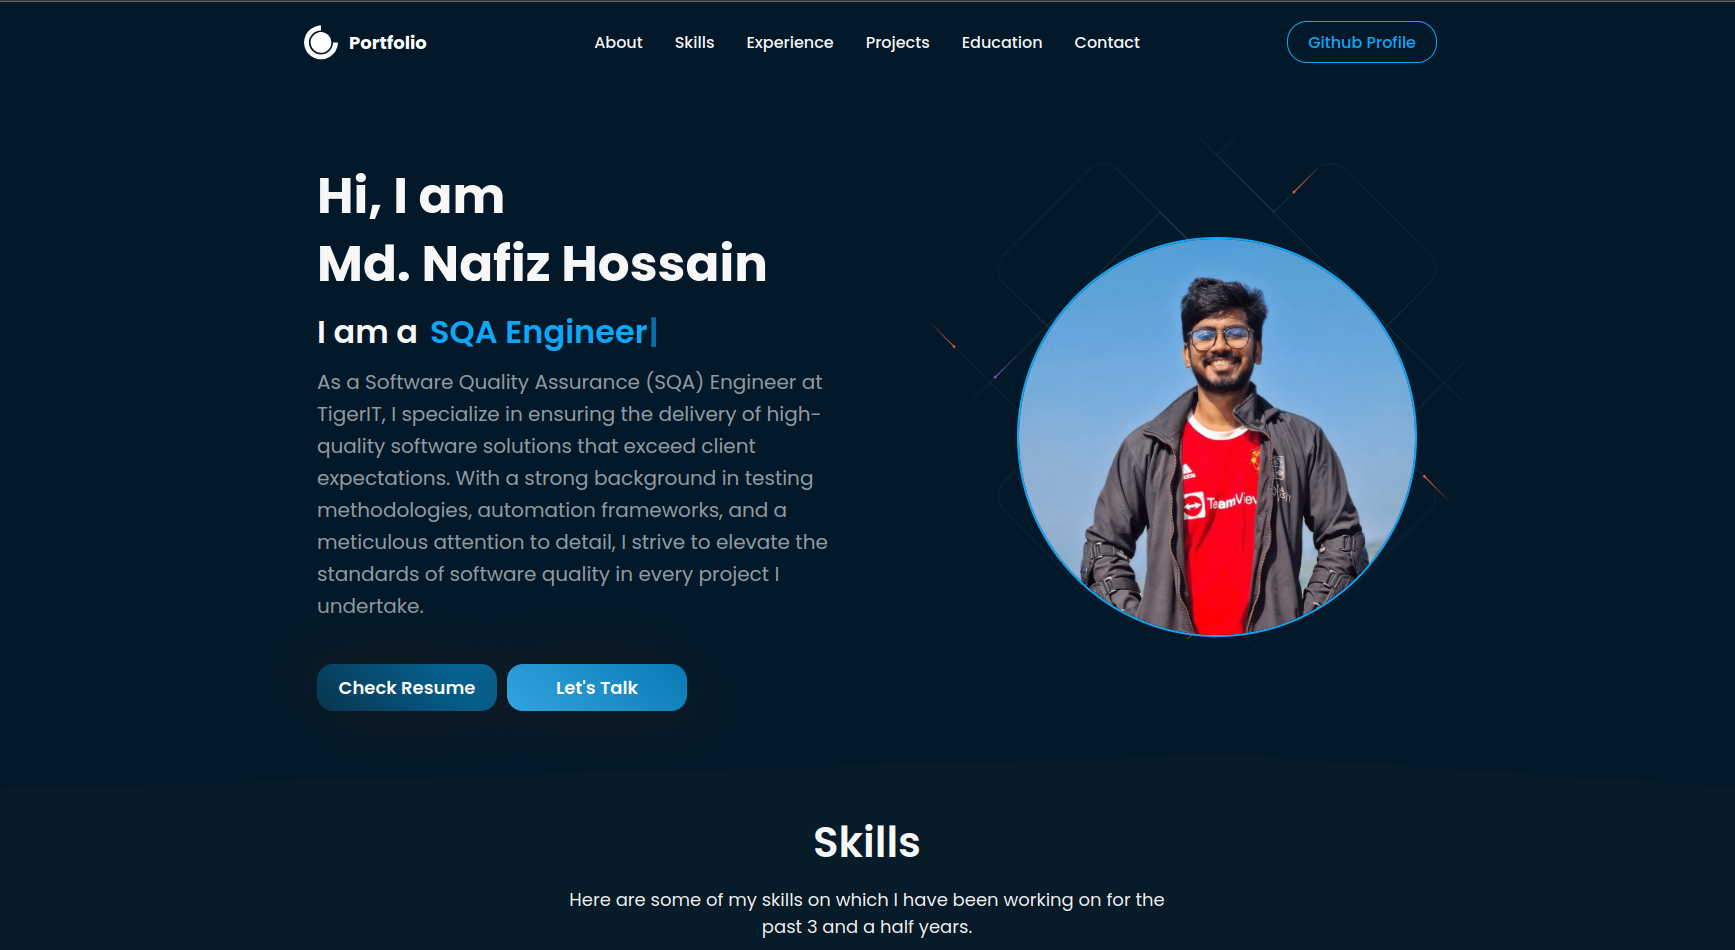 Portfolio
About Skills Experience Projects Education Contact
Github Profile
Hi, I am
Md. Nafiz Hossain
I am a SQA Engineer|
As a Software Quality Assurance (SQA) Engineer at
TigerIT, I specialize in ensuring the delivery of high-
quality software solutions that exceed client
expectations. With a strong background in testing
methodologies, automation frameworks, and a
meticulous attention to detail, I strive to elevate the
standards of software quality in every project I
undertake.
TeamView
Check Resume
Let's Talk
Skills
Here are some of my skills on which I have been working on for the
past 3 and a half years.